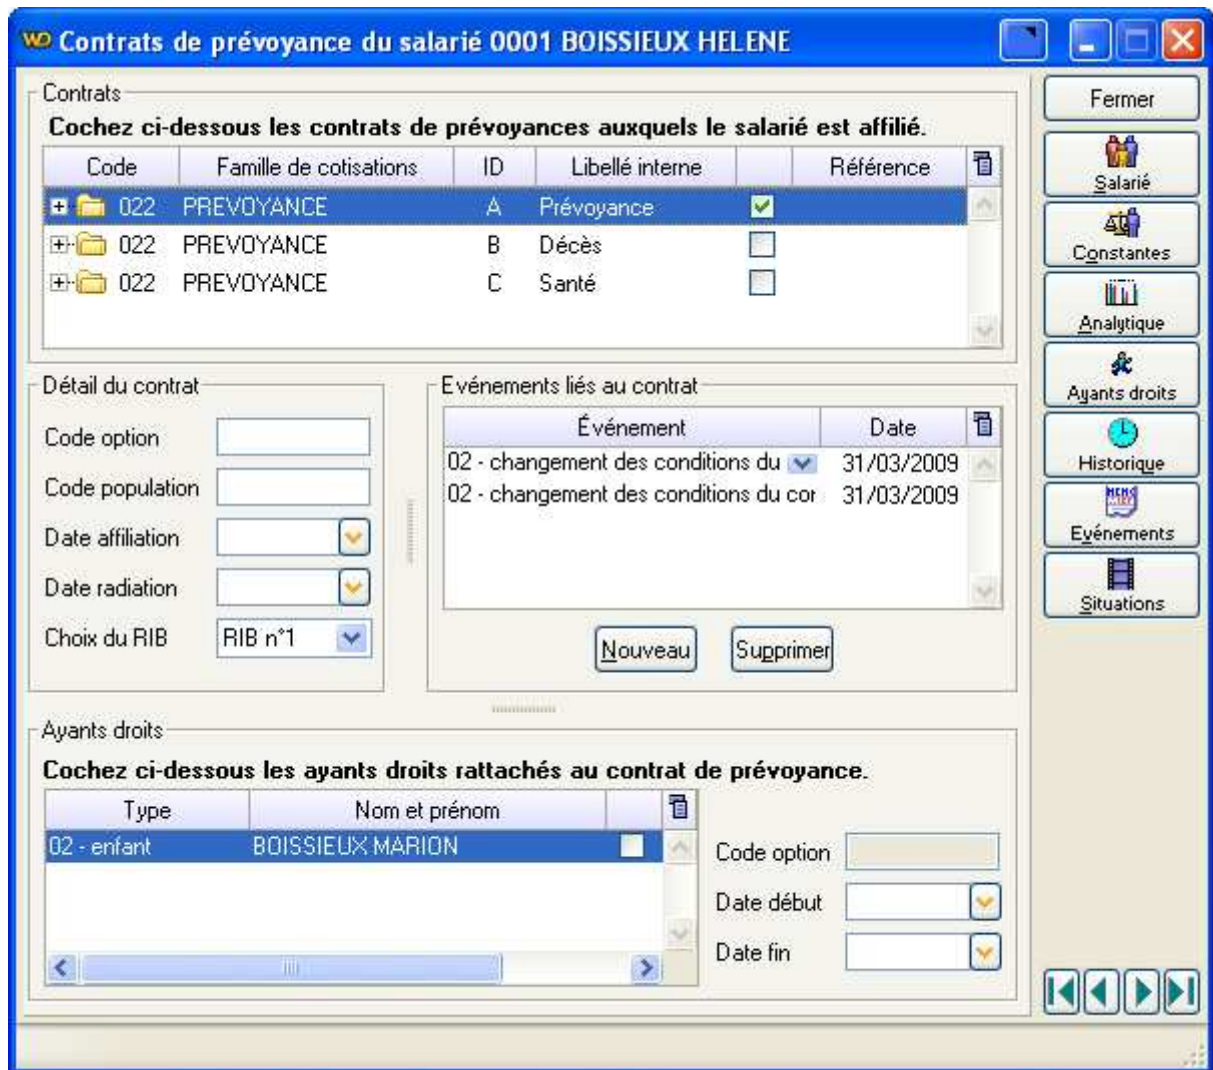 WD Contrats de prévoyance du salarié 0001 BOISSIEUX HELENE
Contrats
Cochez ci-dessous les contrats de prévoyances auxquels le salarié est affilié.
Code Famille de cotisations ID Libellé interne Référence
022 PREVOYANCE A Prévoyance
022 PREVOYANCE B Décès
022 PREVOYANCE C Santé
Détail du contrat
Code option
Code population
Date affiliation
Date radiation
Choix du RIB RIB n°1
Evénements liés au contrat
Événement Date
02 - changement des conditions du 31/03/2009
02 - changement des conditions du cor 31/03/2009
Nouveau Supprimer
Ayants droits
Cochez ci-dessous les ayants droits rattachés au contrat de prévoyance.
Type Nom et prénom
02 - enfant BOISSIEUX MARION
Code option
Date début
Date fin
Fermer
Salarié
Constantes
Analytique
Ayants droits
Historique
Evénements
Situations